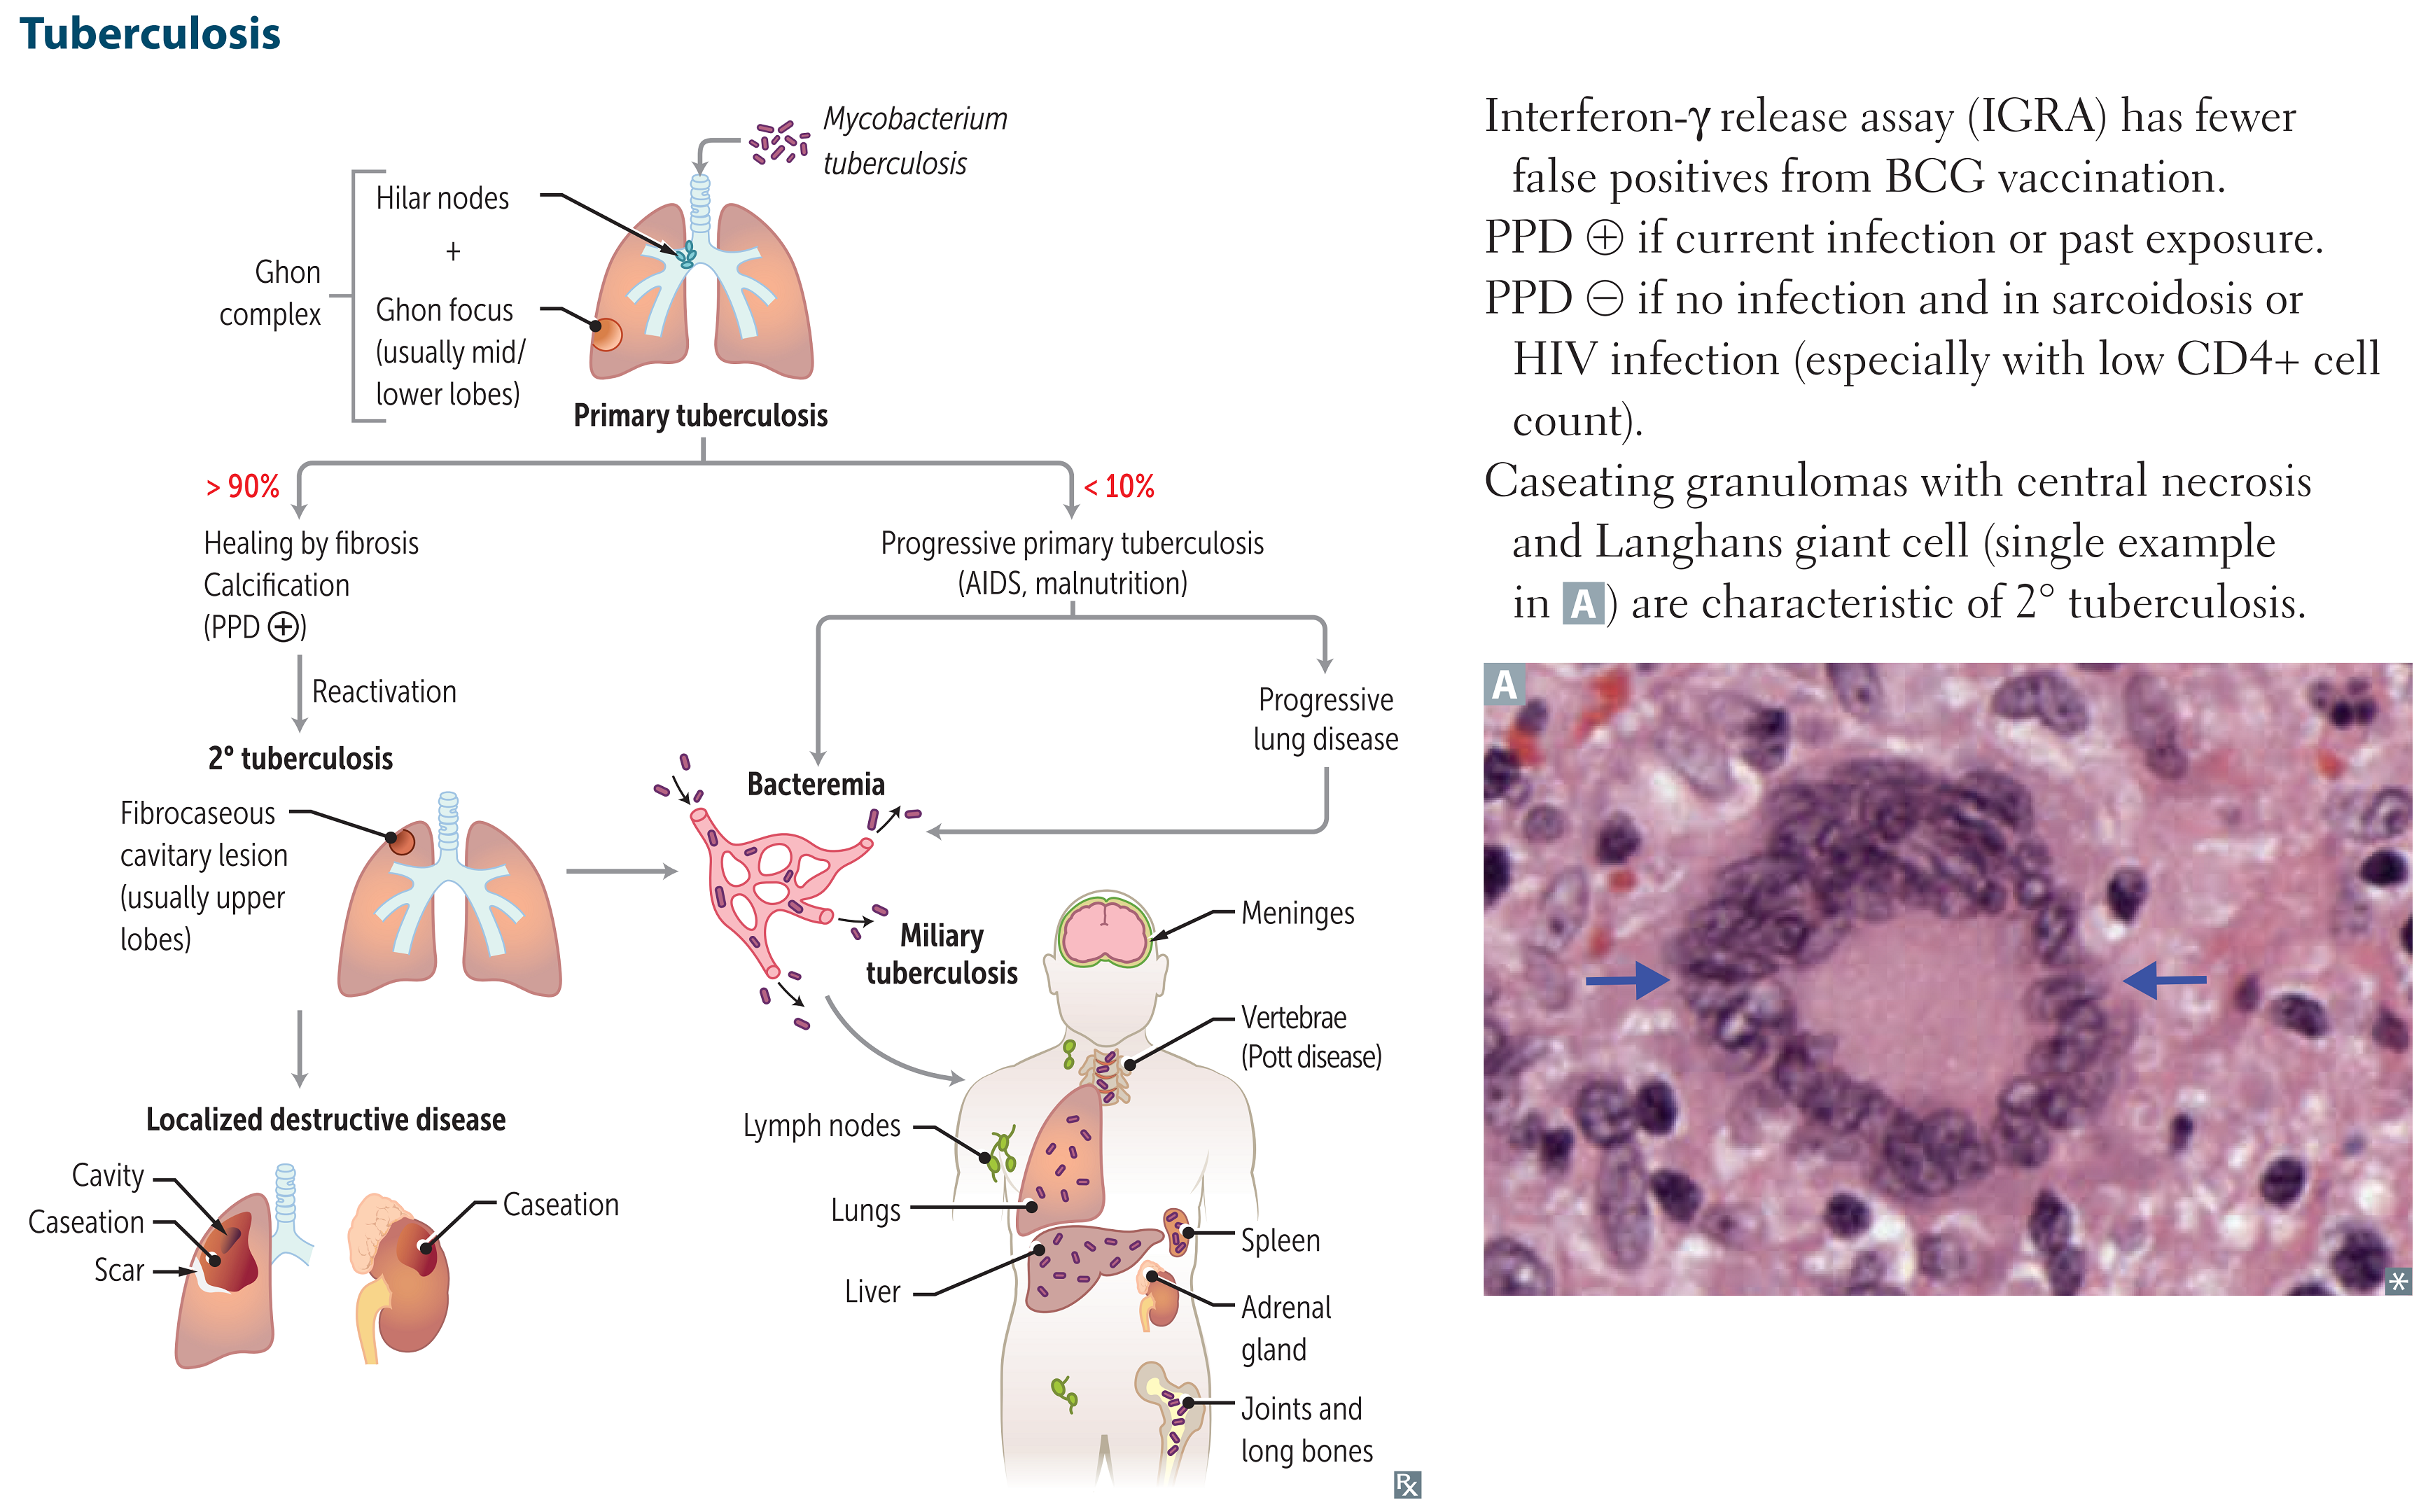 Tuberculosis
Mycobacterium
tuberculosis
Hilar nodes
+
Ghon focus
(usually mid/
lower lobes)
Ghon
complex
Primary tuberculosis
> 90%
< 10%
Healing by fibrosis
Calcification
(PPD ⊕)
Progressive primary tuberculosis
(AIDS, malnutrition)
Reactivation
Progressive
lung disease
2° tuberculosis
Bacteremia
Fibrocaseous
cavitary lesion
(usually upper
lobes)
Miliary
tuberculosis
Meninges
Vertebrae
(Pott disease)
Localized destructive disease
Lymph nodes
Cavity
Caseation
Scar
Caseation
Lungs
Spleen
Liver
Adrenal
gland
Joints and
long bones
Rx
Interferon-γ release assay (IGRA) has fewer
false positives from BCG vaccination.
PPD ⊕ if current infection or past exposure.
PPD ⊖ if no infection and in sarcoidosis or
HIV infection (especially with low CD4+ cell
count).
Caseating granulomas with central necrosis
and Langhans giant cell (single example
in A) are characteristic of 2° tuberculosis.
A
*